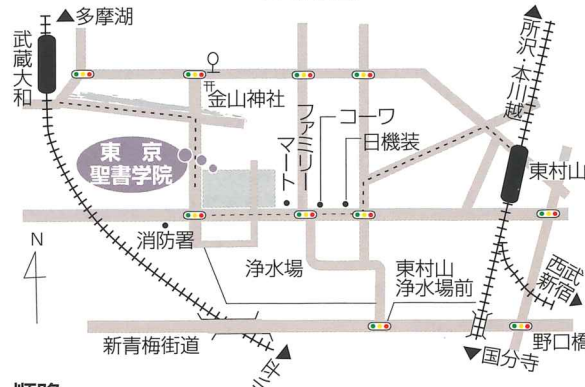 ▲多摩湖
武蔵大和
金山神社
ファミリー
マート
コーワ
日機装
▲所沢・本川越
東村山
東京
聖書学院
消防署
N
浄水場
東村山
浄水場前
西武
新宿▶
新青梅街道
▼国分寺
野口橋